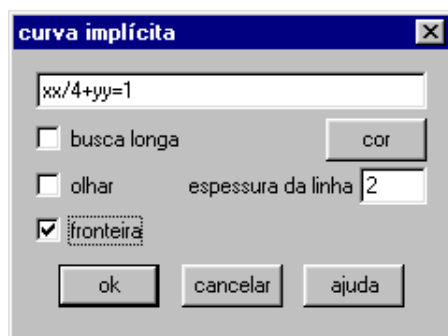 curva implícita
xx/4+yy=1
busca longa cor
olhar espessura da linha 2
fronteira
ok cancelar ajuda